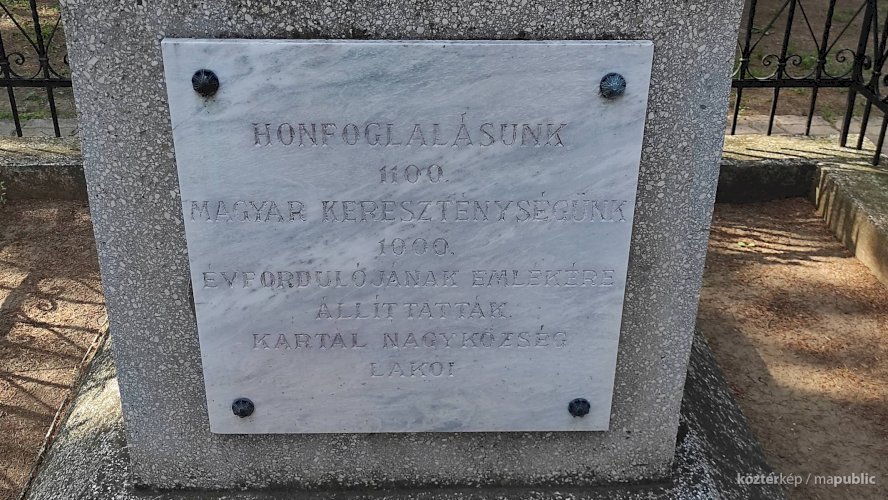 HONFOGLALÁSUNK
1100.
MAGYAR KERESZTÉNYSÉGÜNK
1000.
ÉVFORDULÓJÁNAK EMLÉKÉRE
ÁLLÍTTATTÁK.
KARTAL NAGYKÖZSÉG
LAKOI
köztérkép / mapublic